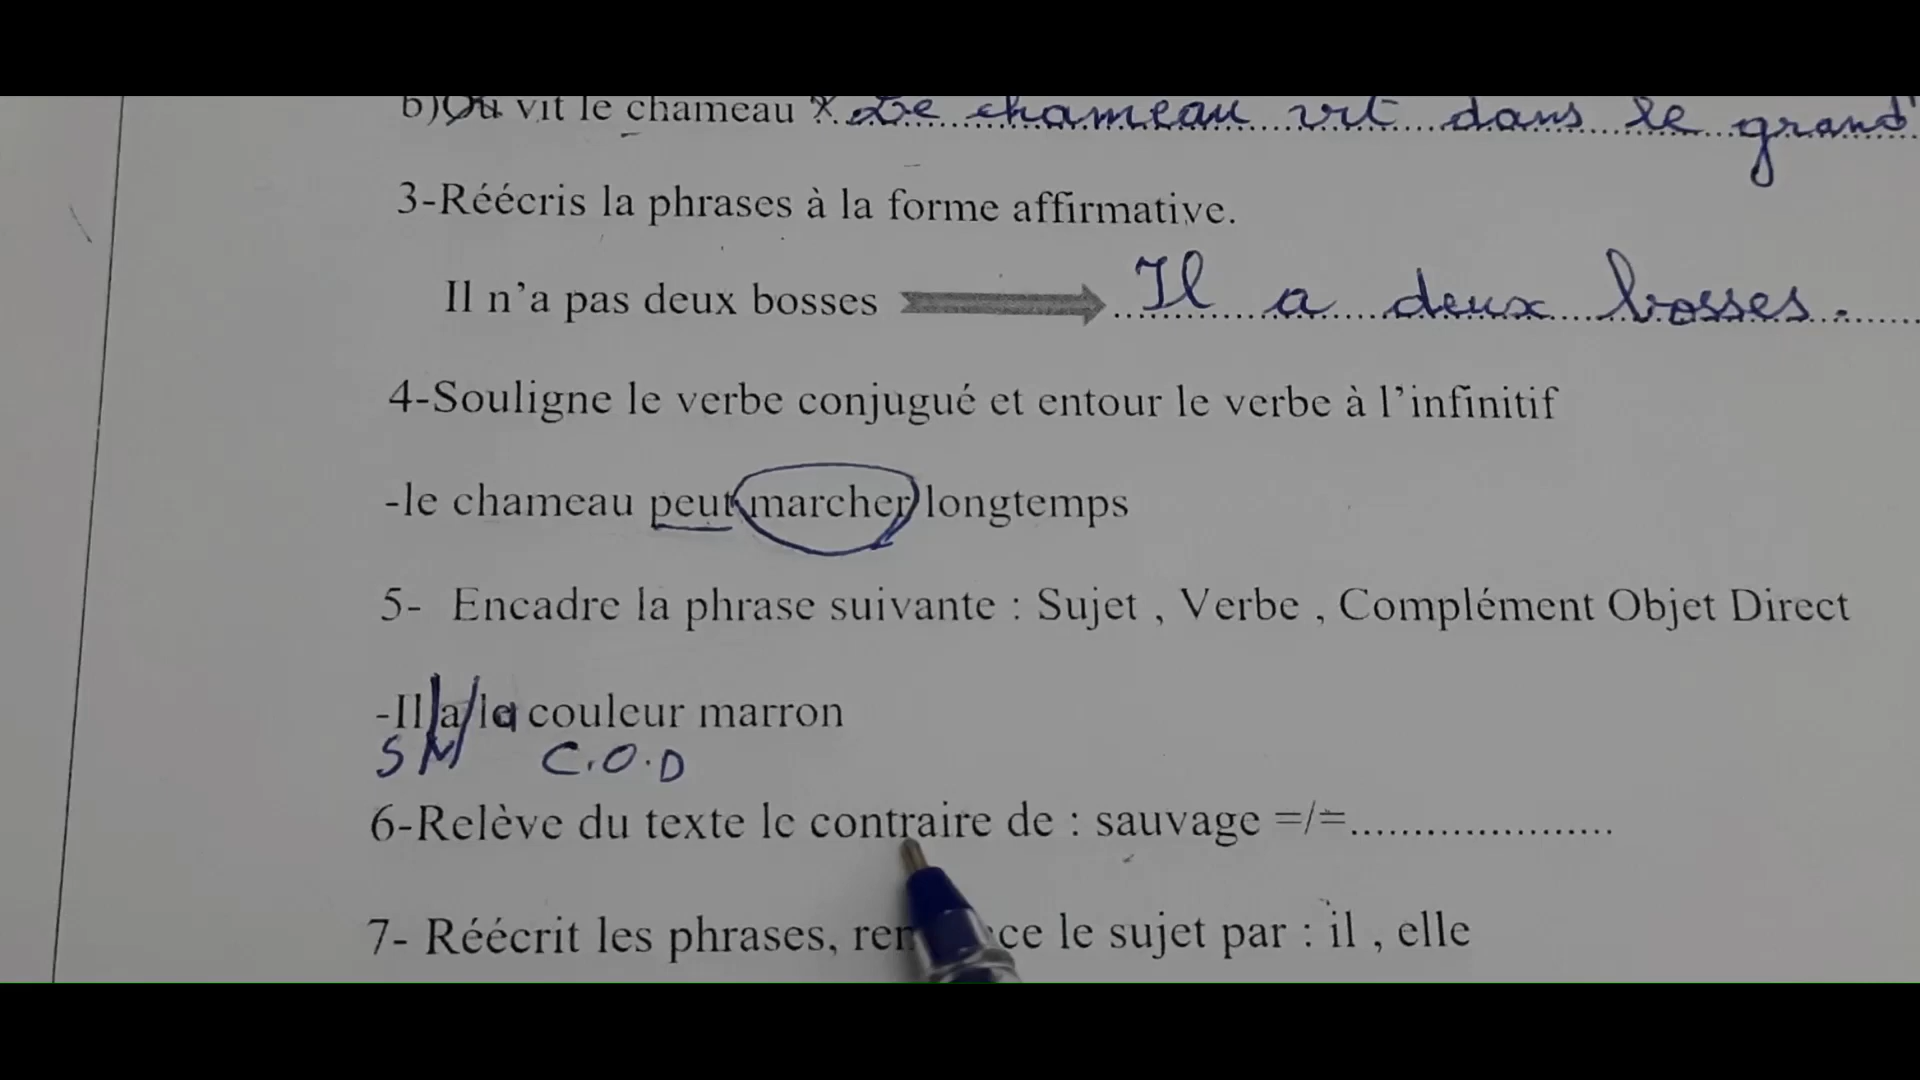 b)Où vit le chameau ? Le chameau vit dans le grand
3-Réécris la phrases à la forme affirmative.
Il n'a pas deux bosses Il a deux bosses.
4-Souligne le verbe conjugué et entour le verbe à l'infinitif
-le chameau peut marcher longtemps
5- Encadre la phrase suivante : Sujet , Verbe , Complément Objet Direct
-Il/a/la couleur marron
S V C.O.D
6-Relève du texte le contraire de : sauvage =/=......................
7- Réécrit les phrases, le sujet par : il , elle